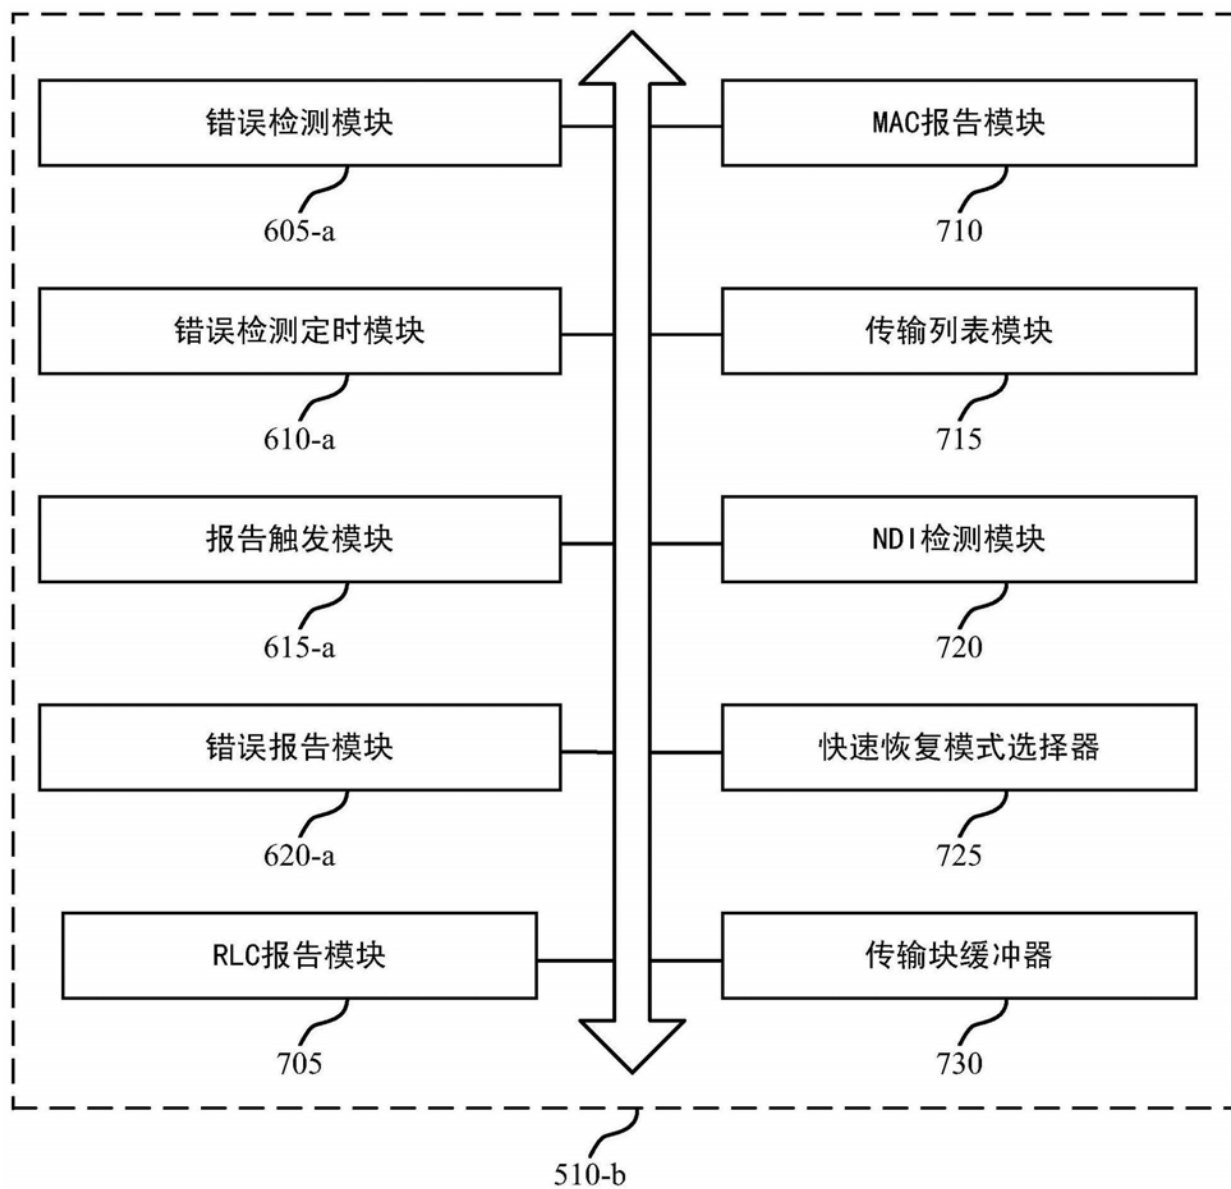 错误检测模块
605-a
错误检测定时模块
610-a
报告触发模块
615-a
错误报告模块
620-a
RLC报告模块
705
MAC报告模块
710
传输列表模块
715
NDI检测模块
720
快速恢复模式选择器
725
传输块缓冲器
730
510-b